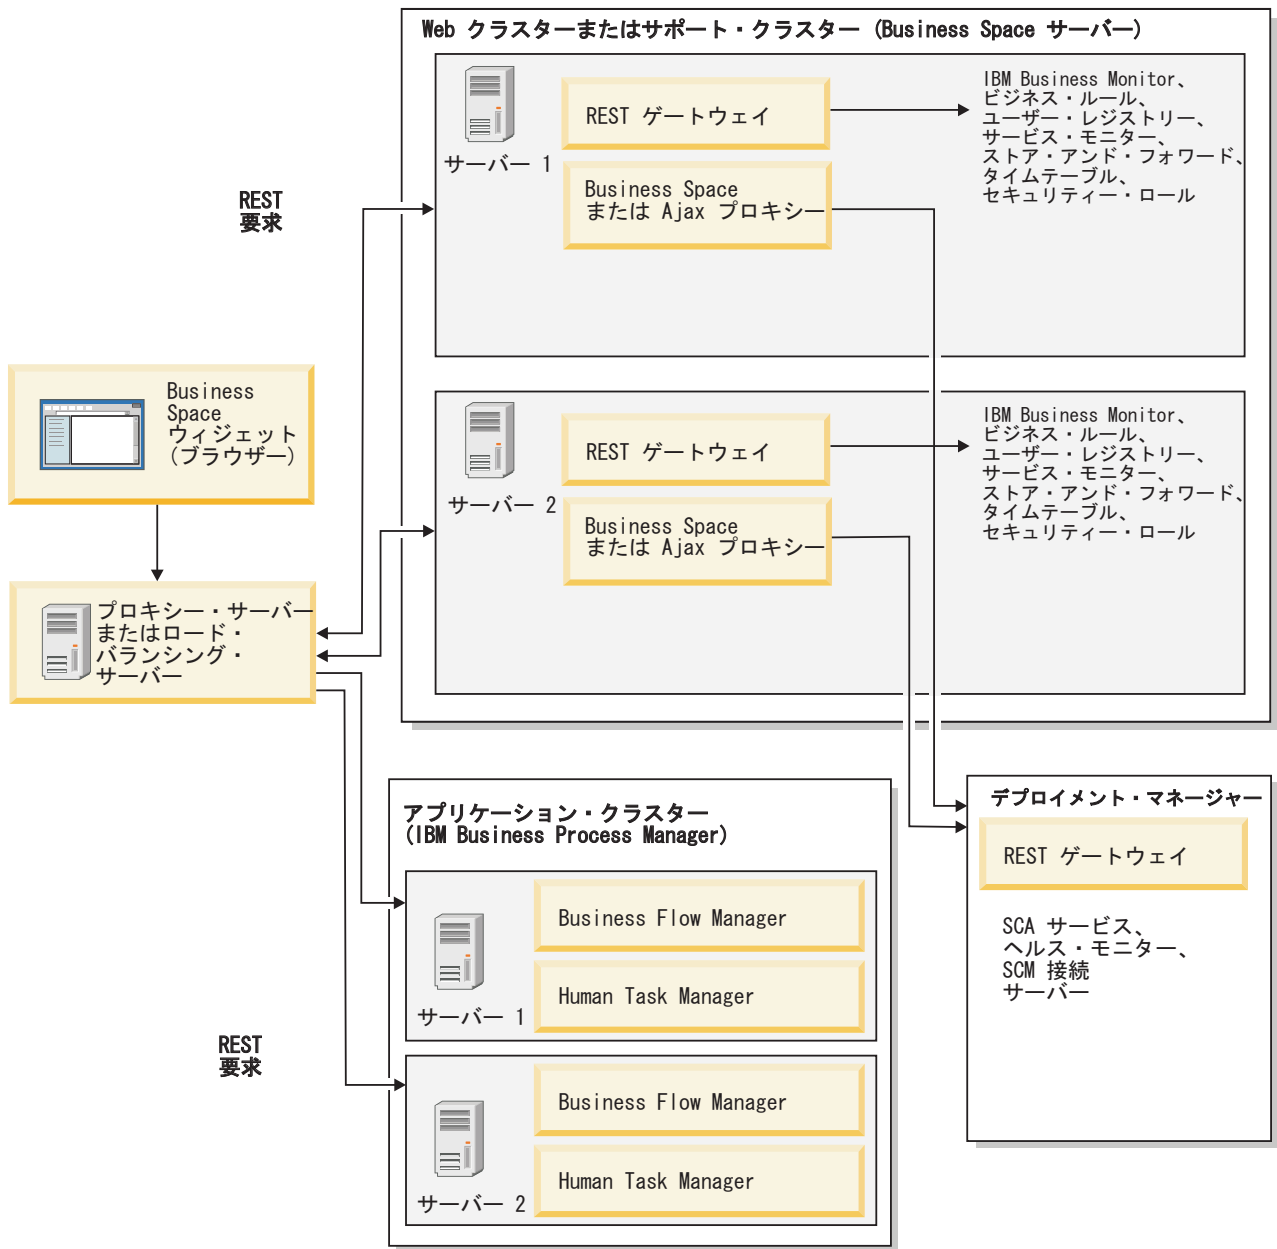 Web クラスターまたはサポート・クラスター (Business Space サーバー)
サーバー 1
REST ゲートウェイ
Business Space
または Ajax プロキシー
IBM Business Monitor、
ビジネス・ルール、
ユーザー・レジストリー、
サービス・モニター、
ストア・アンド・フォワード、
タイムテーブル、
セキュリティー・ロール
REST
要求
サーバー 2
REST ゲートウェイ
Business Space
または Ajax プロキシー
IBM Business Monitor、
ビジネス・ルール、
ユーザー・レジストリー、
サービス・モニター、
ストア・アンド・フォワード、
タイムテーブル、
セキュリティー・ロール
Business
Space
ウィジェット
(ブラウザー)
プロキシー・サーバー
またはロード・
バランシング・
サーバー
アプリケーション・クラスター
(IBM Business Process Manager)
サーバー 1
Business Flow Manager
Human Task Manager
REST
要求
サーバー 2
Business Flow Manager
Human Task Manager
デプロイメント・マネージャー
REST ゲートウェイ
SCA サービス、
ヘルス・モニター、
SCM 接続
サーバー